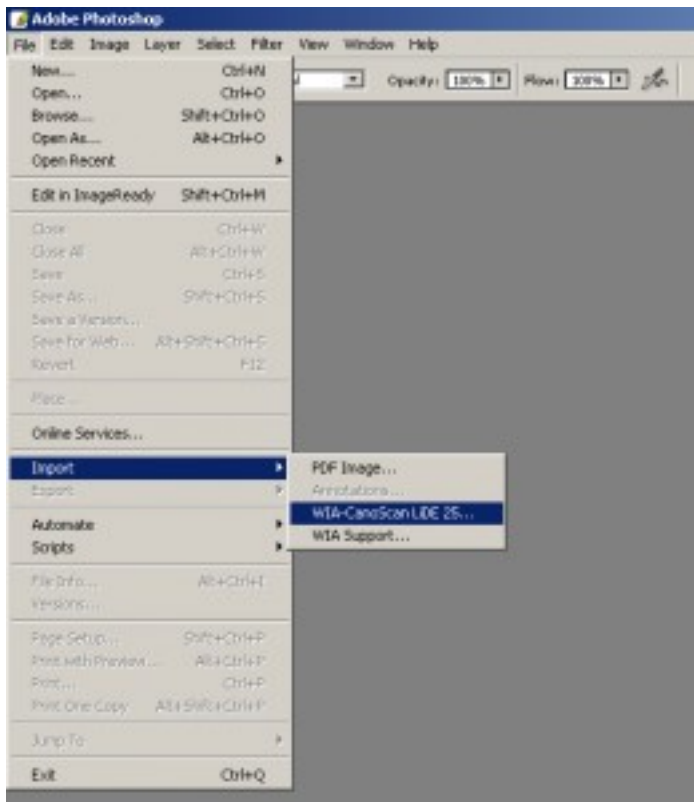 Adobe Photoshop
File Edit Image Layer Select Filter View Window Help
Opacity: 100% Flow: 100%
New... Ctrl+N
Open... Ctrl+O
Browse... Shift+Ctrl+O
Open As... Alt+Ctrl+O
Open Recent
Edit in ImageReady Shift+Ctrl+M
Close Ctrl+W
Close All Alt+Ctrl+W
Save Ctrl+S
Save As... Shift+Ctrl+S
Save a Version...
Save for Web... Alt+Shift+Ctrl+S
Revert F12
Place...
Online Services...
Import
Export
Automate
Scripts
File Info... Alt+Ctrl+I
Versions...
Page Setup... Shift+Ctrl+P
Print with Preview... Alt+Ctrl+P
Print... Ctrl+P
Print One Copy Alt+Shift+Ctrl+P
Jump To
Exit Ctrl+Q
PDF Image...
Annotations...
WIA-CanoScan LiDE 25...
WIA Support...